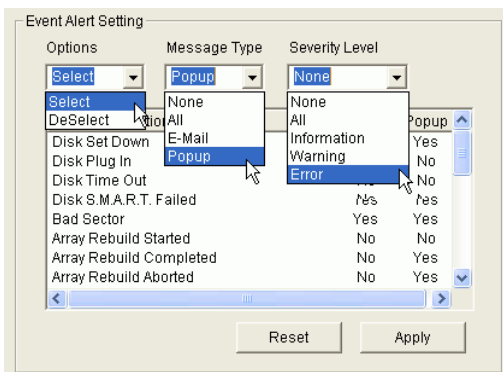 Event Alert Setting
Options Message Type Severity Level
Select Popup None
Select None None
DeSelect All All
E-Mail Information
Popup Warning
Error
Popup
Disk Set Down Yes
Disk Plug In No
Disk Time Out No
Disk S.M.A.R.T. Failed Yes Yes
Bad Sector Yes Yes
Array Rebuild Started No No
Array Rebuild Completed No Yes
Array Rebuild Aborted No Yes
Reset Apply